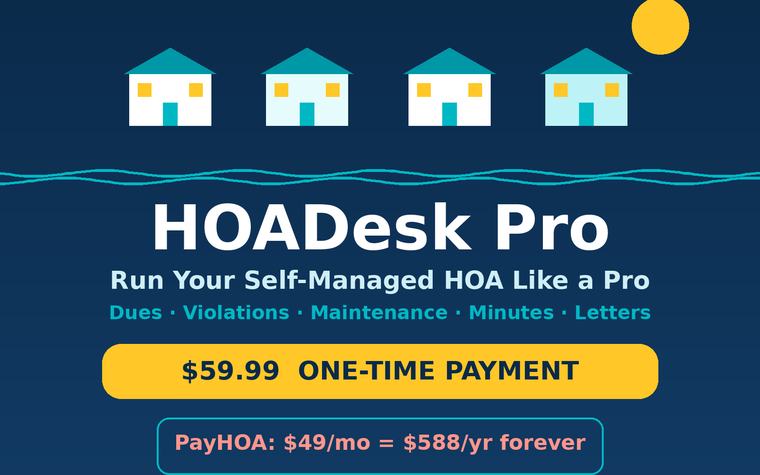 HOADesk Pro
Run Your Self-Managed HOA Like a Pro
Dues · Violations · Maintenance · Minutes · Letters
$59.99 ONE-TIME PAYMENT
PayHOA: $49/mo = $588/yr forever